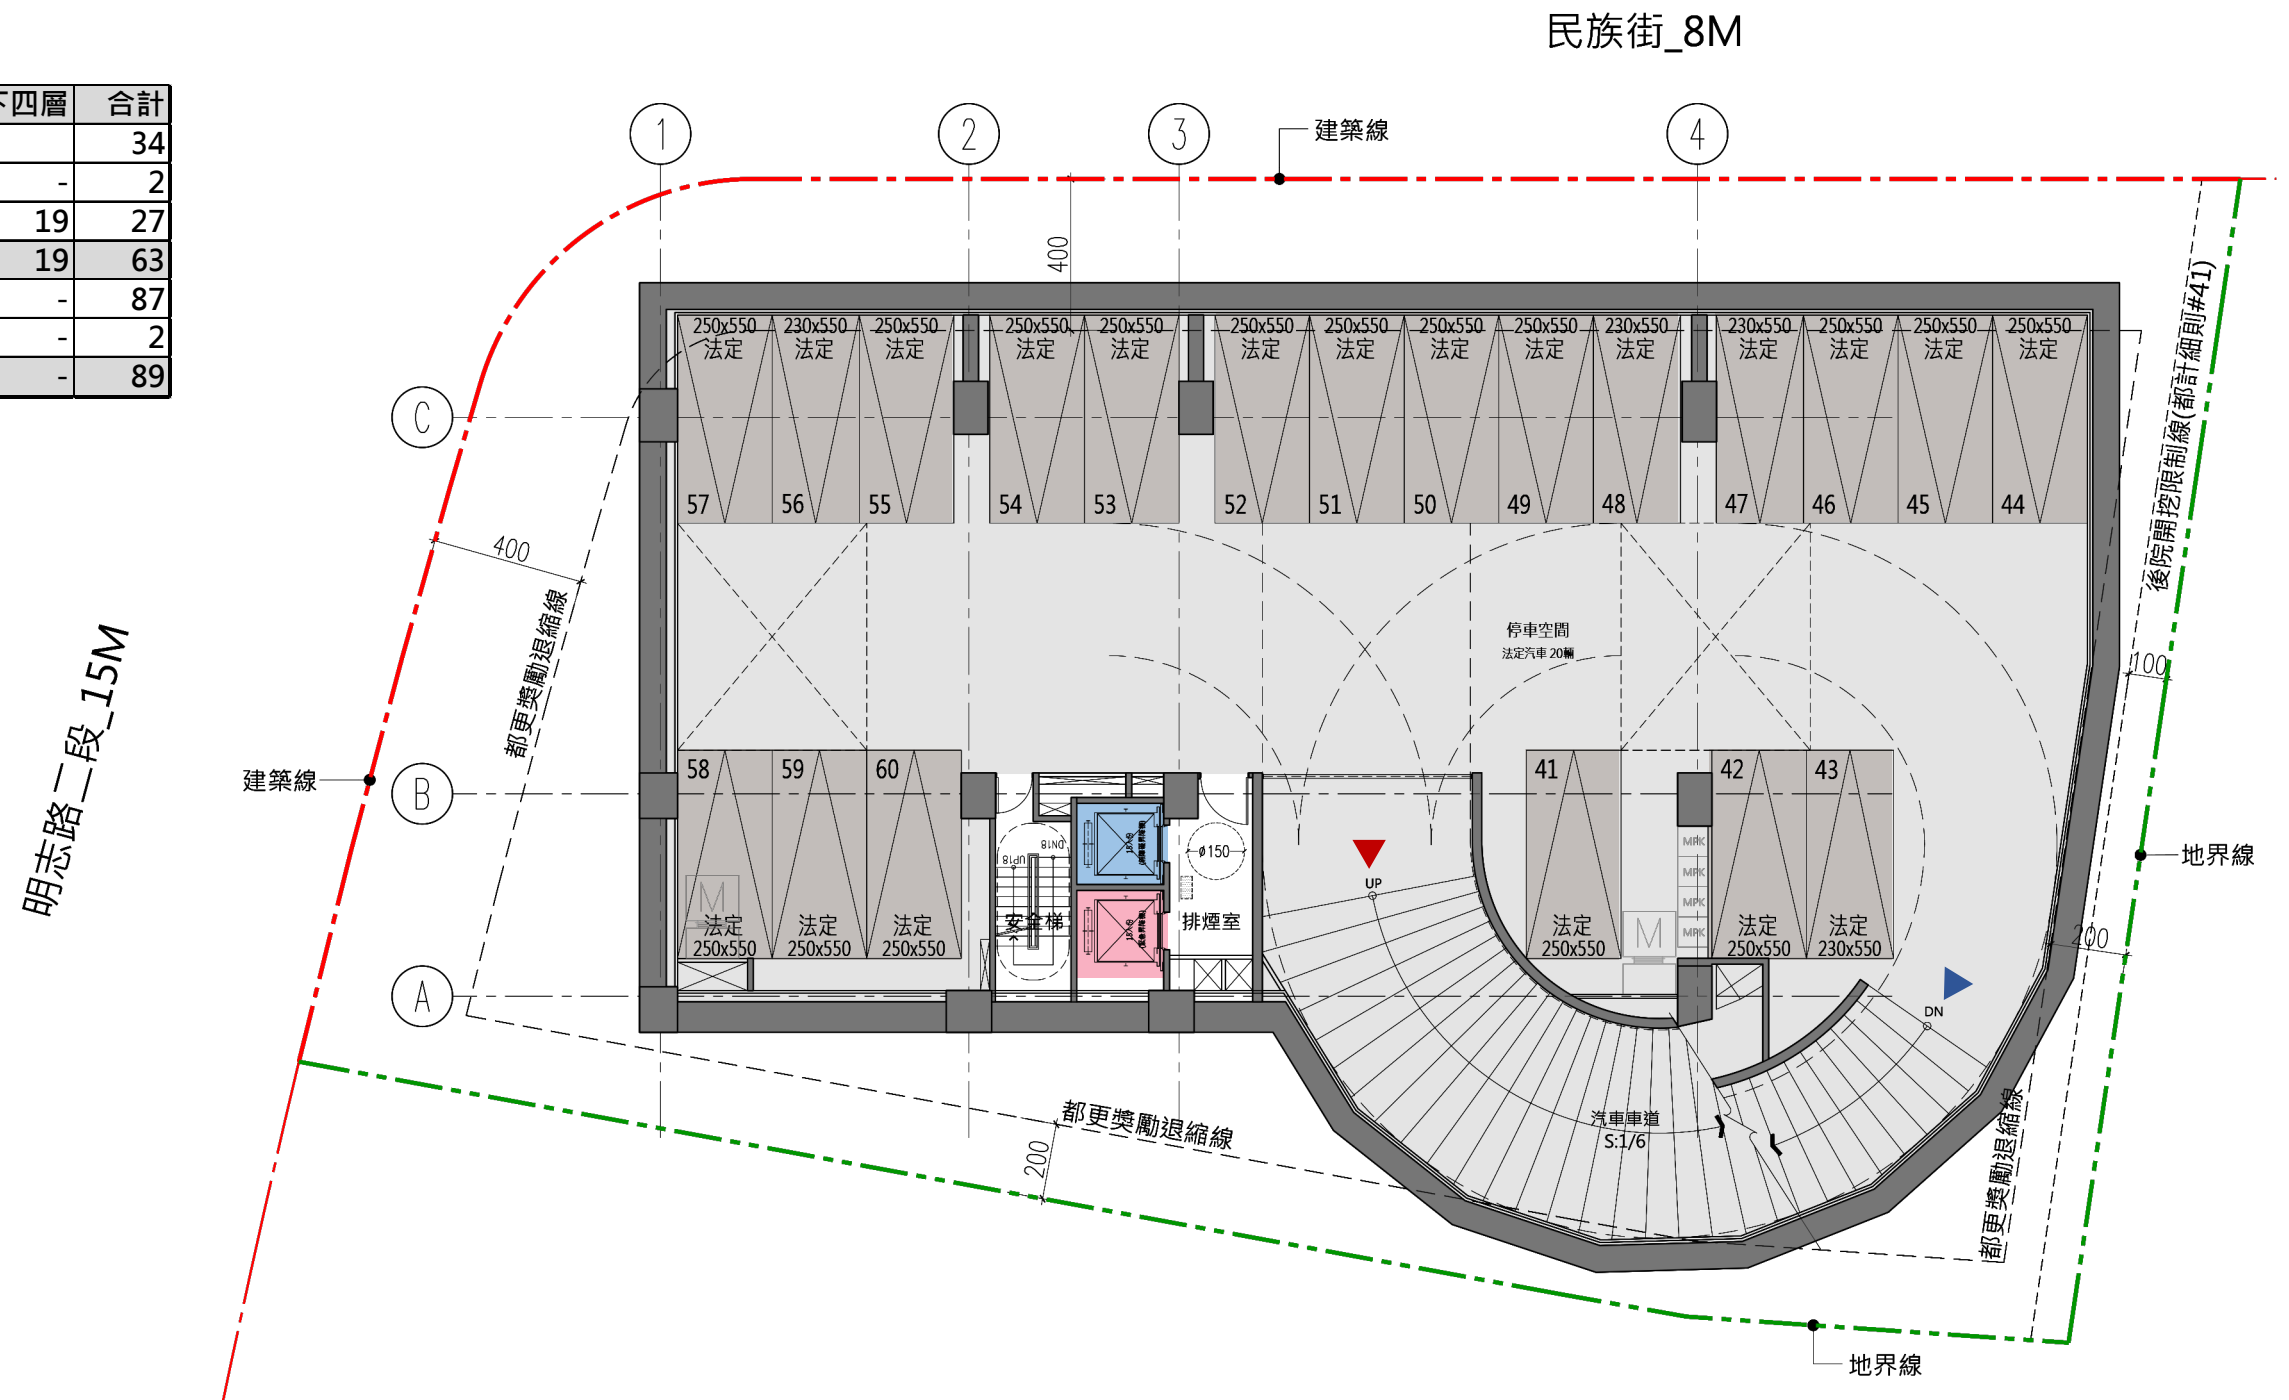 民族街_8M
下四層 合計
34
- 2
19 27
19 63
- 87
- 2
- 89
1 2 3 4
建築線
400
後院開挖限制線(都計細則#41)
250x550 230x550 250x550 250x550 250x550 250x550 250x550 250x550 250x550 230x550 230x550 250x550 250x550 250x550
法定 法定 法定 法定 法定 法定 法定 法定 法定 法定 法定 法定 法定 法定
C
57 56 55 54 53 52 51 50 49 48 47 46 45 44
400
都更獎勵退縮線
停車空間
法定汽車20輛
明志路二段_15M
100
建築線
B
58 59 60 41 42 43
UP18 DN18
ø150
UP
MPK
MPK
MPK
MPK
M
M
地界線
法定 法定 法定 安全梯 排煙室 法定 法定 法定
250x550 250x550 250x550 250x550 250x550 230x550
200
A
DN
都更獎勵退縮線
200
汽車車道
S:1/6
都更獎勵退縮線
地界線